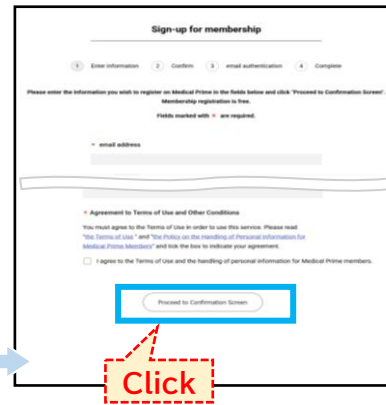 Sign-up for membership
1 Enter information 2 Confirm 3 email authentication 4 Complete
Please enter the information you wish to register on Medical Prime in the fields below and click 'Proceed to Confirmation Screen'.
Membership registration is free.
Fields marked with * are required.
* email address
* Agreement to Terms of Use and Other Conditions
You must agree to the Terms of Use in order to use this service. Please read
"the Terms of Use " and "the Policy on the Handling of Personal Information for
Medical Prime Members" and tick the box to indicate your agreement.
I agree to the Terms of Use and the handling of personal information for Medical Prime members.
Proceed to Confirmation Screen
Click